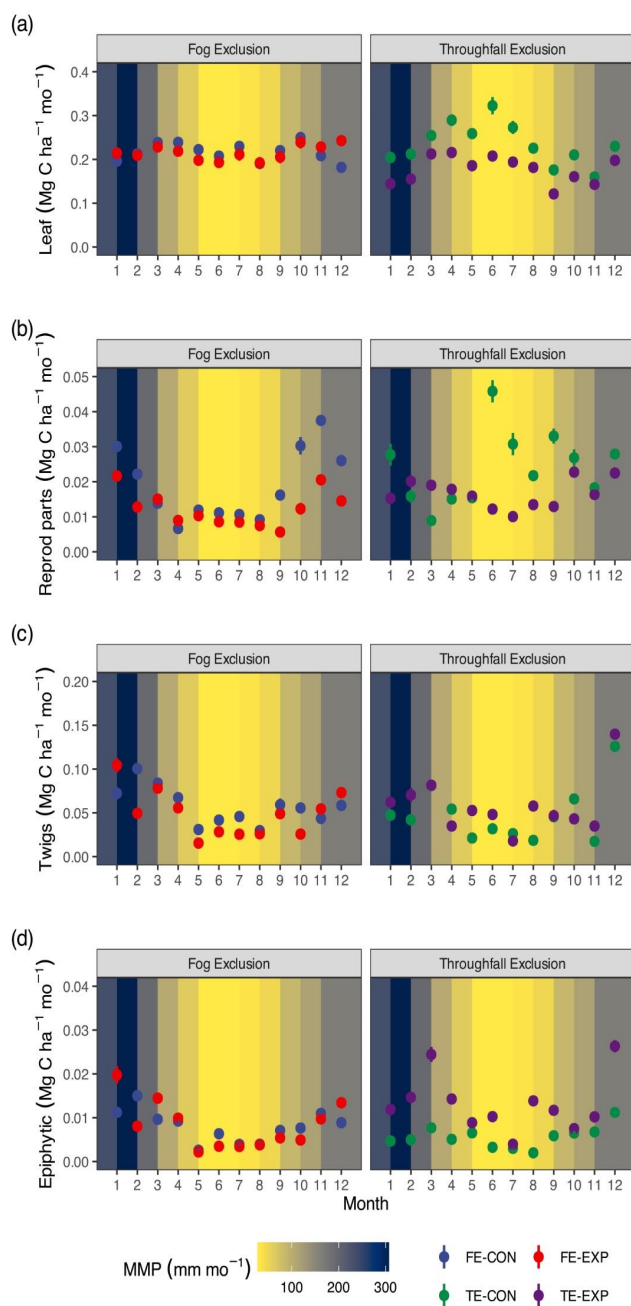 (a)
Fog Exclusion Throughfall Exclusion
Leaf (Mg C ha−1 mo−1)
0.4
0.3
0.2
0.1
0.0
1 2 3 4 5 6 7 8 9 10 11 12 1 2 3 4 5 6 7 8 9 10 11 12
(b)
Fog Exclusion Throughfall Exclusion
Reprod parts (Mg C ha−1 mo−1)
0.05
0.04
0.03
0.02
0.01
0.00
1 2 3 4 5 6 7 8 9 10 11 12 1 2 3 4 5 6 7 8 9 10 11 12
(c)
Fog Exclusion Throughfall Exclusion
Twigs (Mg C ha−1 mo−1)
0.20
0.15
0.10
0.05
0.00
1 2 3 4 5 6 7 8 9 10 11 12 1 2 3 4 5 6 7 8 9 10 11 12
(d)
Fog Exclusion Throughfall Exclusion
Epiphytic (Mg C ha−1 mo−1)
0.04
0.03
0.02
0.01
0.00
1 2 3 4 5 6 7 8 9 10 11 12 1 2 3 4 5 6 7 8 9 10 11 12
Month
MMP (mm mo−1)
100 200 300
FE-CON FE-EXP
TE-CON TE-EXP